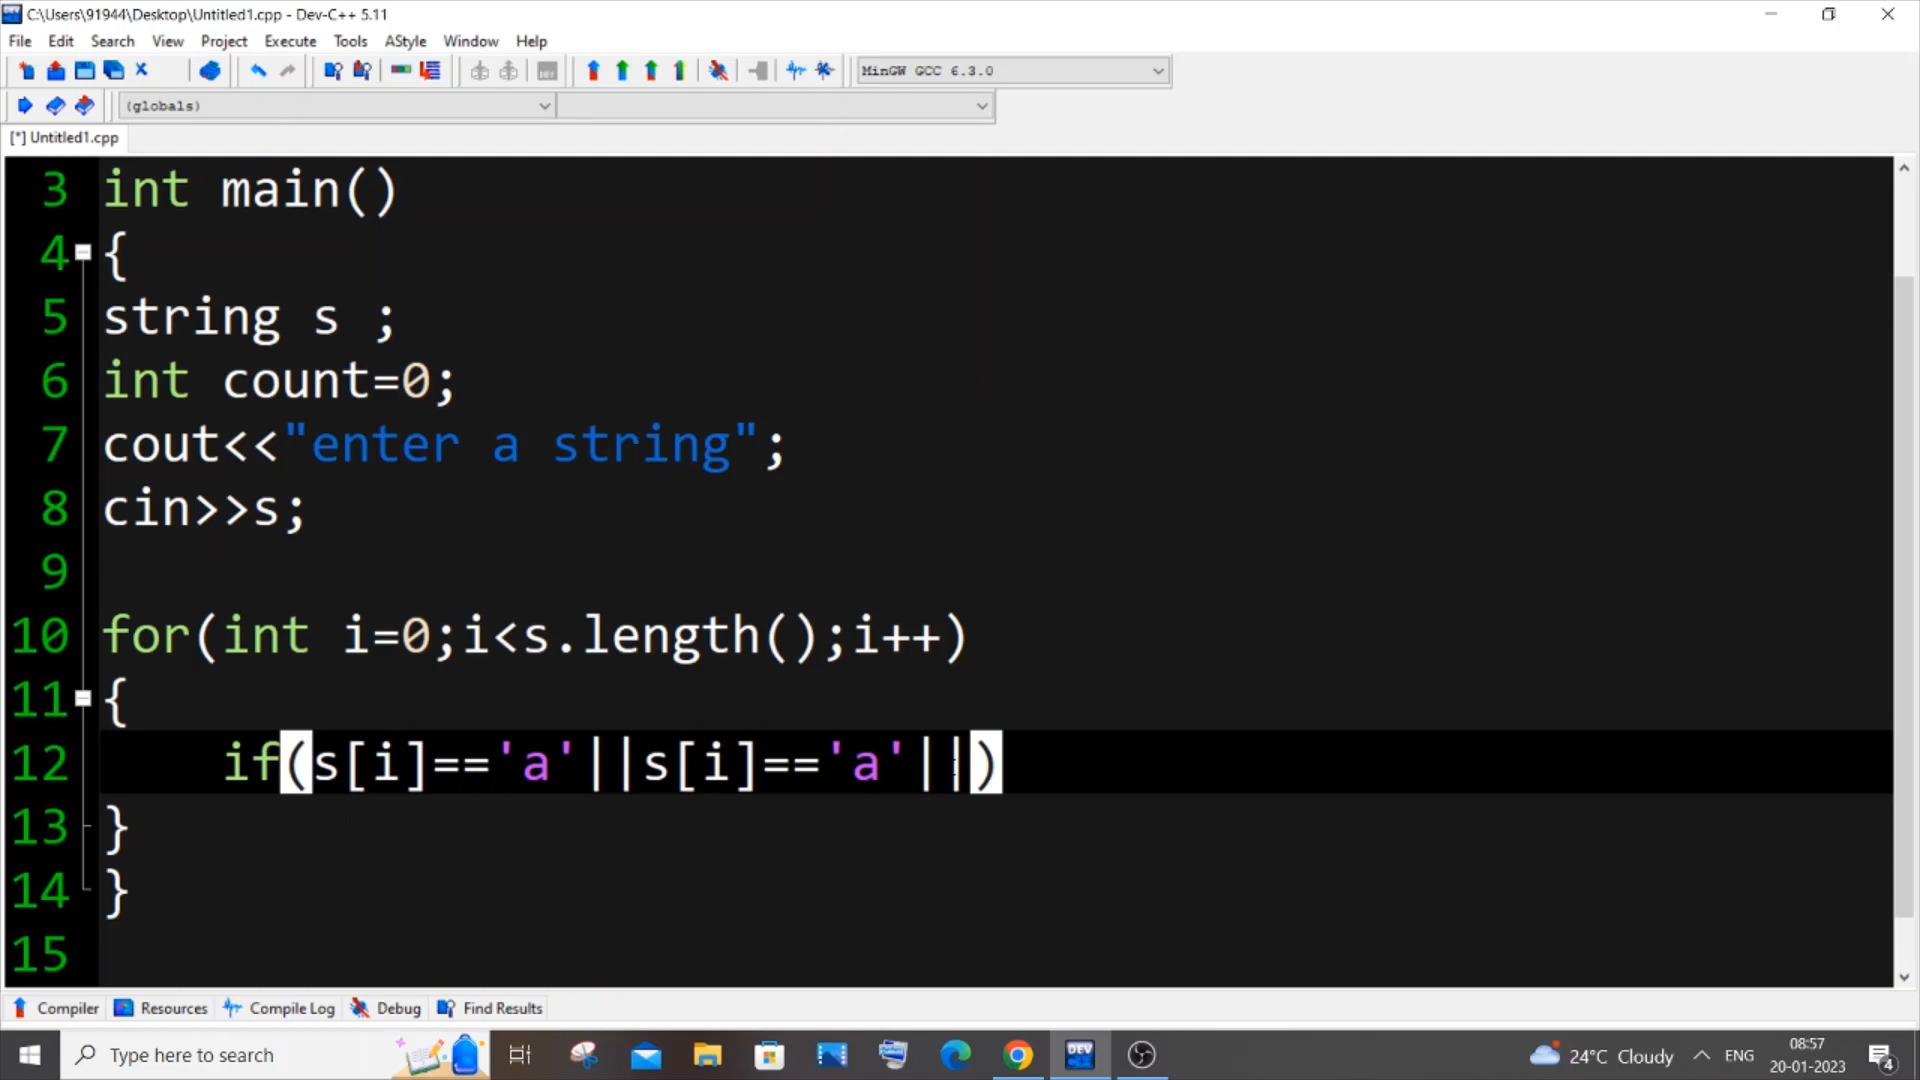 C:\Users\91944\Desktop\Untitled1.cpp - Dev-C++ 5.11
File Edit Search View Project Execute Tools AStyle Window Help
MinGW GCC 6.3.0
(globals)
[*] Untitled1.cpp
3 int main()
4 {
5 string s ;
6 int count=0;
7 cout<<"enter a string";
8 cin>>s;
9
10 for(int i=0;i<s.length();i++)
11 {
12 if(s[i]=='a'||s[i]=='a'||)
13 }
14 }
15
Compiler Resources Compile Log Debug Find Results
Type here to search
DEV
24°C Cloudy ENG
08:57
20-01-2023
4